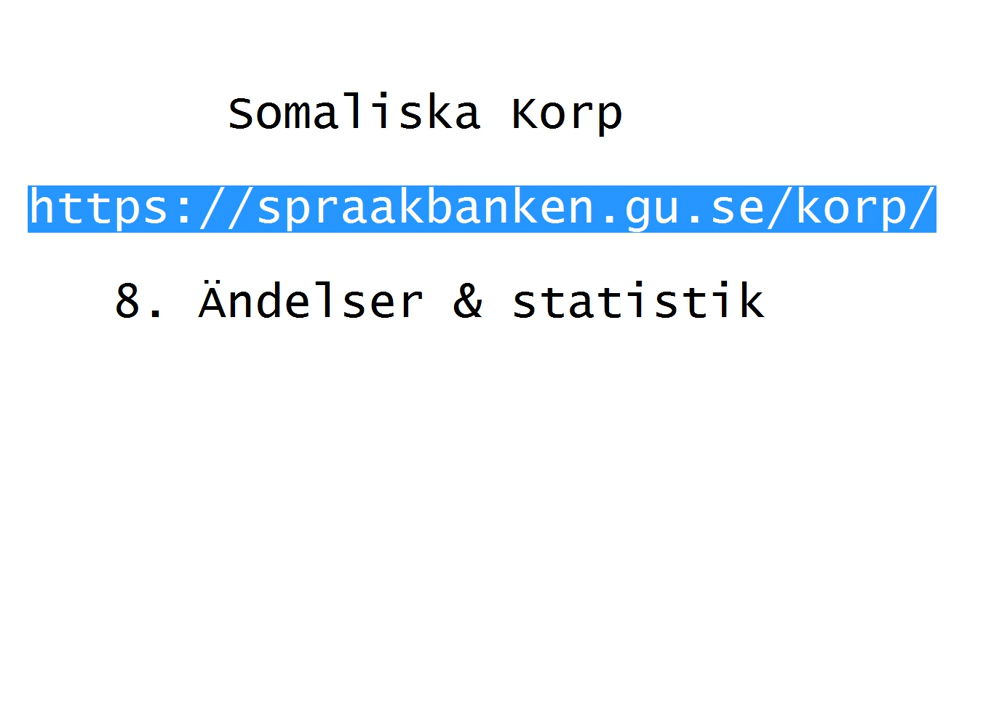 Somaliska Korp
https://spraakbanken.gu.se/korp/
8. Ändelser & statistik